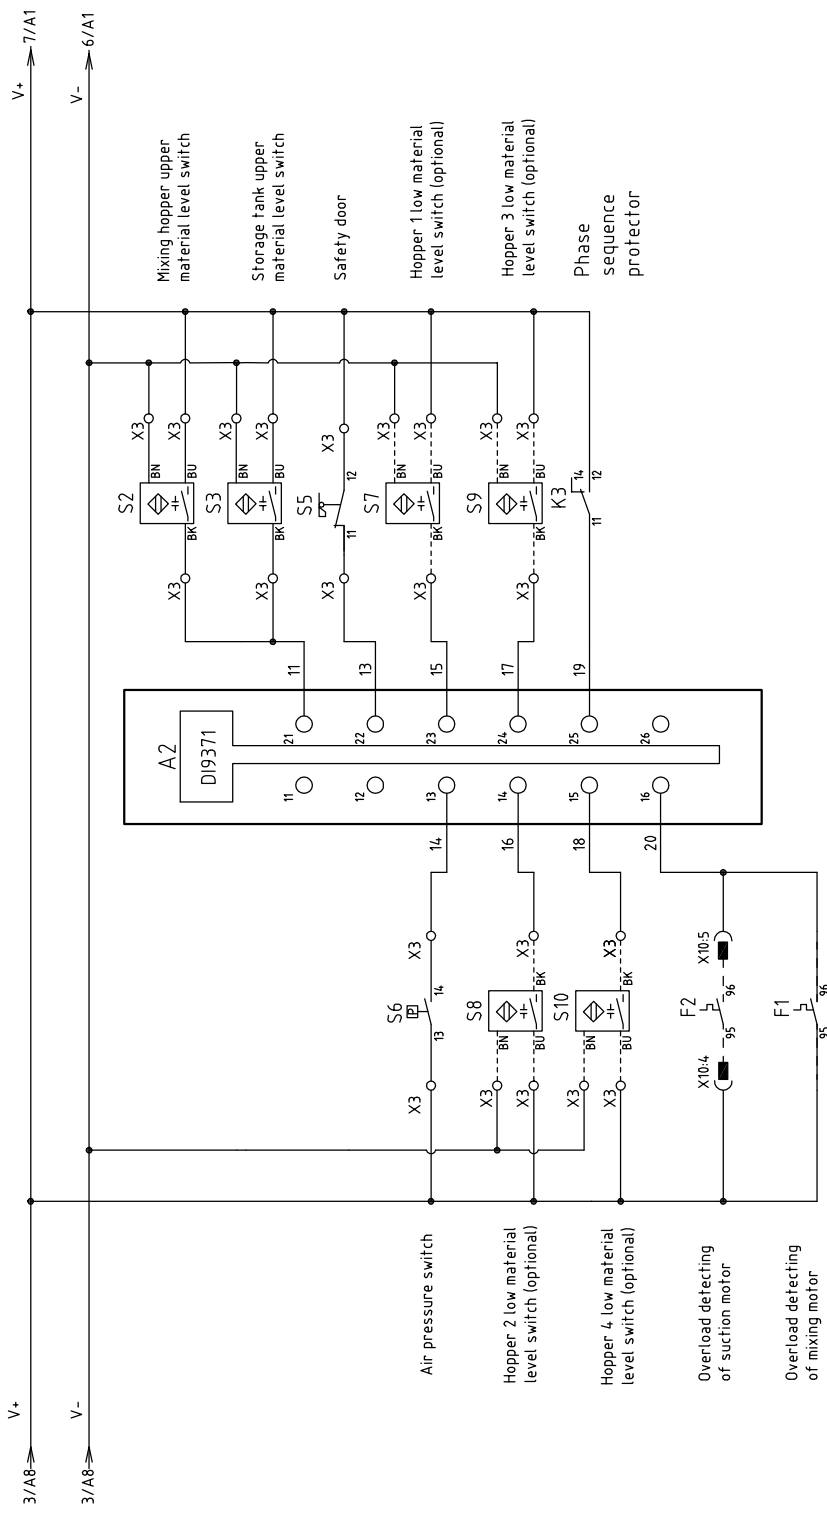 3/A8
V+
V+
7/A1
3/A8
V-
V-
6/A1
A2
DI9371
S2
BN
X3
X3
BK
BU
X3
Mixing hopper upper
material level switch
S3
BN
X3
X3
BK
BU
X3
Storage tank upper
material level switch
11
21
11
S5
X3
11
12
X3
Safety door
12
22
13
S7
BN
X3
X3
BK
BU
X3
Hopper 1 low material
level switch (optional)
Air pressure switch
X3
S6
P
13
14
X3
14
13
23
15
S9
BN
X3
X3
BK
BU
X3
Hopper 3 low material
level switch (optional)
Hopper 2 low material
level switch (optional)
X3
X3
S8
BN
BU
BK
X3
16
14
24
17
K3
11
14
12
Phase
sequence
protector
Hopper 4 low material
level switch (optional)
X3
X3
S10
BN
BU
BK
X3
18
15
25
19
20
16
26
Overload detecting
of suction motor
X10:4
F2
95
96
X10:5
Overload detecting
of mixing motor
F1
95
96